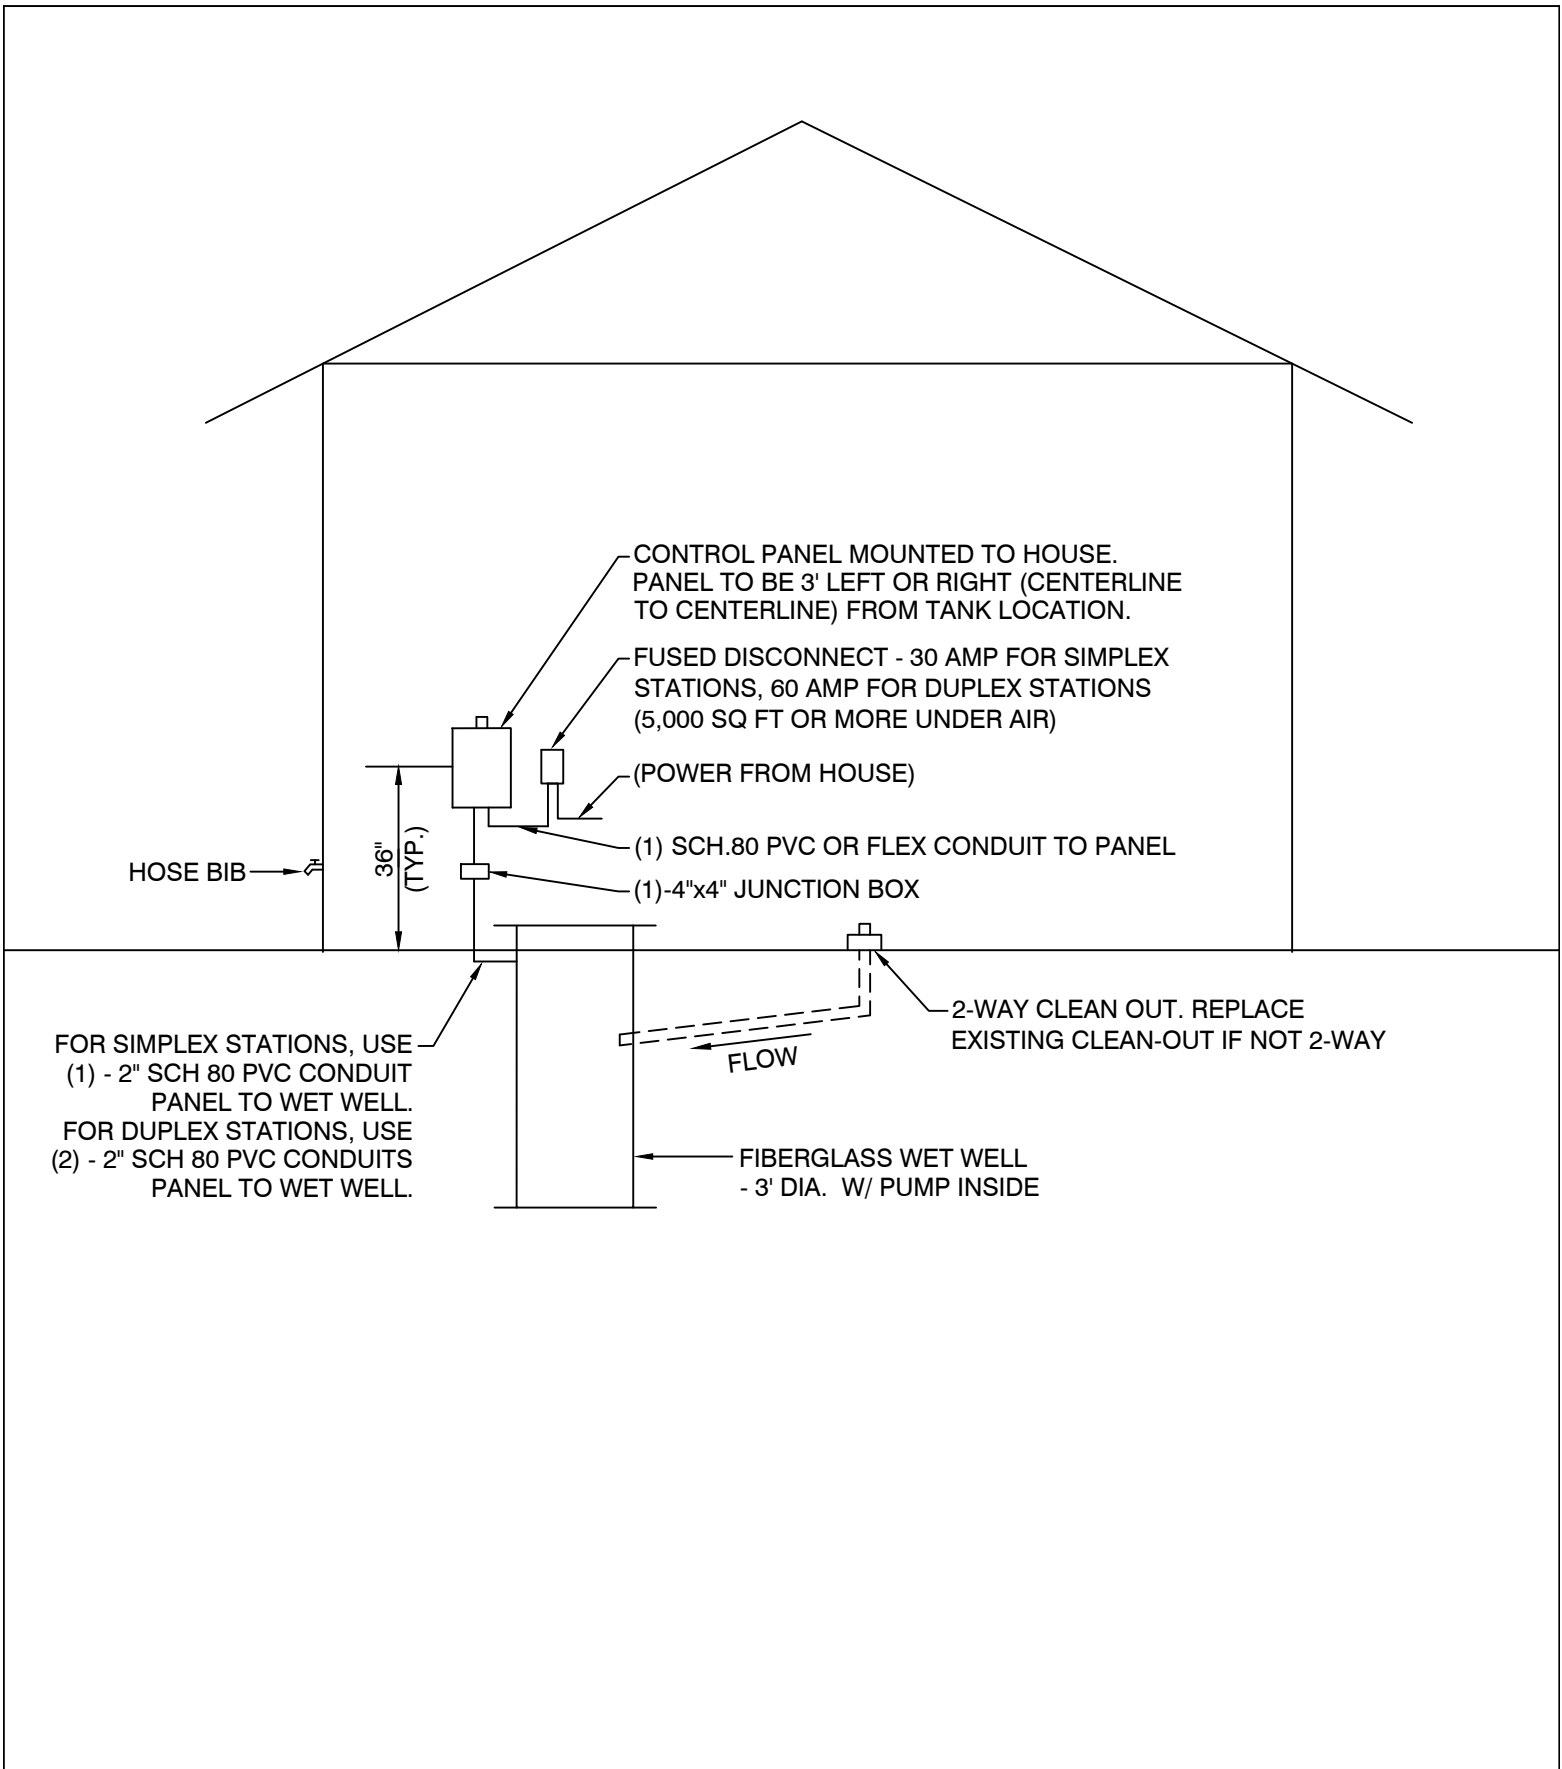 CONTROL PANEL MOUNTED TO HOUSE.
PANEL TO BE 3' LEFT OR RIGHT (CENTERLINE
TO CENTERLINE) FROM TANK LOCATION.
FUSED DISCONNECT - 30 AMP FOR SIMPLEX
STATIONS, 60 AMP FOR DUPLEX STATIONS
(5,000 SQ FT OR MORE UNDER AIR)
(POWER FROM HOUSE)
(1) SCH.80 PVC OR FLEX CONDUIT TO PANEL
(1)-4"x4" JUNCTION BOX
36"
(TYP.)
HOSE BIB
2-WAY CLEAN OUT. REPLACE
EXISTING CLEAN-OUT IF NOT 2-WAY
FLOW
FOR SIMPLEX STATIONS, USE
(1) - 2" SCH 80 PVC CONDUIT
PANEL TO WET WELL.
FOR DUPLEX STATIONS, USE
(2) - 2" SCH 80 PVC CONDUITS
PANEL TO WET WELL.
FIBERGLASS WET WELL
- 3' DIA. W/ PUMP INSIDE